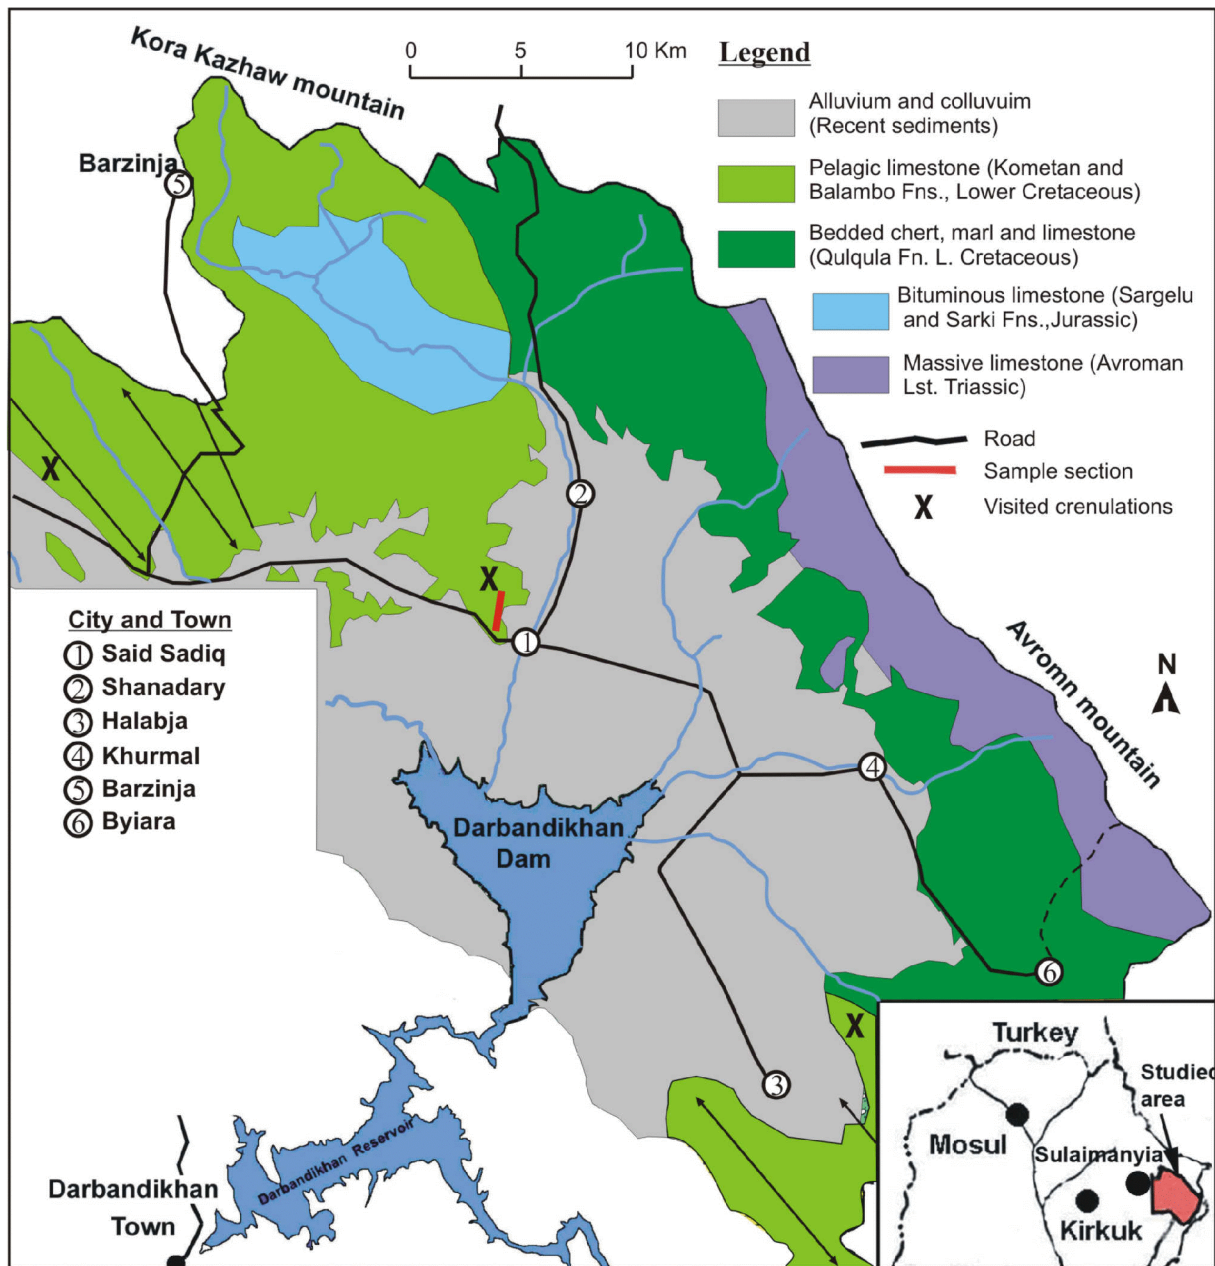 Kora Kazhaw mountain
0 5 10 Km
Legend
Alluvium and colluvuim
(Recent sediments)
Pelagic limestone (Kometan and
Balambo Fns., Lower Cretaceous)
Bedded chert, marl and limestone
(Qulqula Fn. L. Cretaceous)
Bituminous limestone (Sargelu
and Sarki Fns.,Jurassic)
Massive limestone (Avroman
Lst. Triassic)
Road
Sample section
X Visited crenulations
Barzinja
5
X
2
X
1
City and Town
1 Said Sadiq
2 Shanadary
3 Halabja
4 Khurmal
5 Barzinja
6 Byiara
Avromn mountain
N
4
Darbandikhan
Dam
6
X
3
Darbandikhan Reservoir
Darbandikhan
Town
Turkey
Studied
area
Mosul
Sulaimanyia
Kirkuk